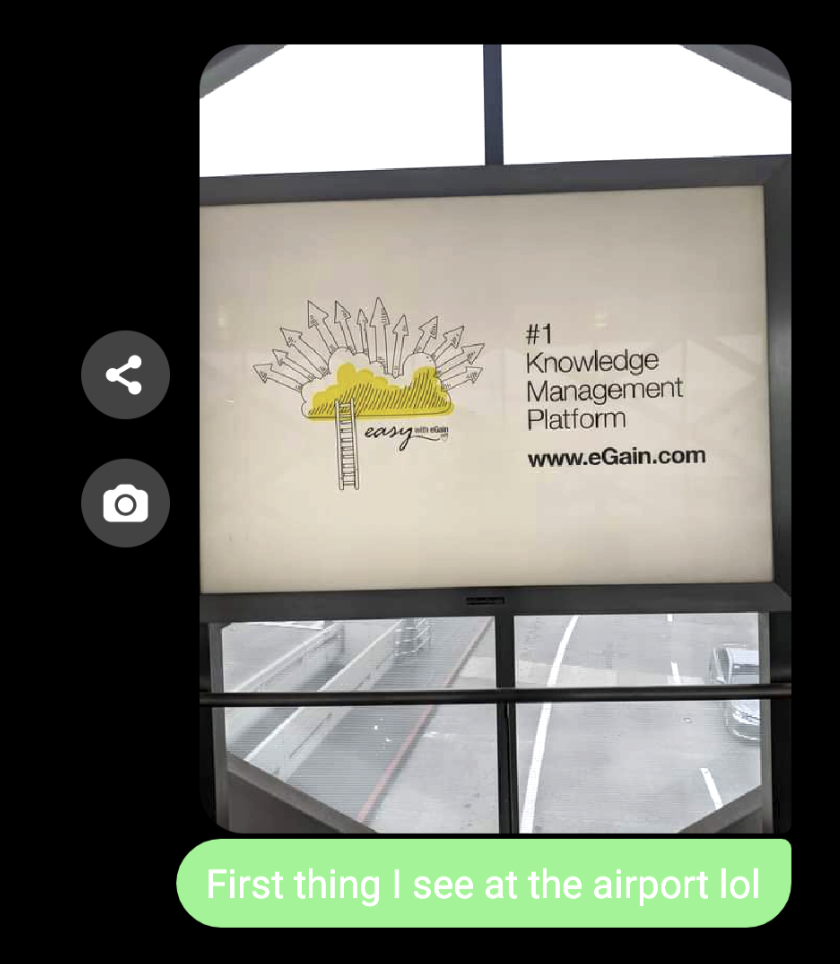 #1
Knowledge
Management
Platform
www.eGain.com
easy with eGain
First thing I see at the airport lol